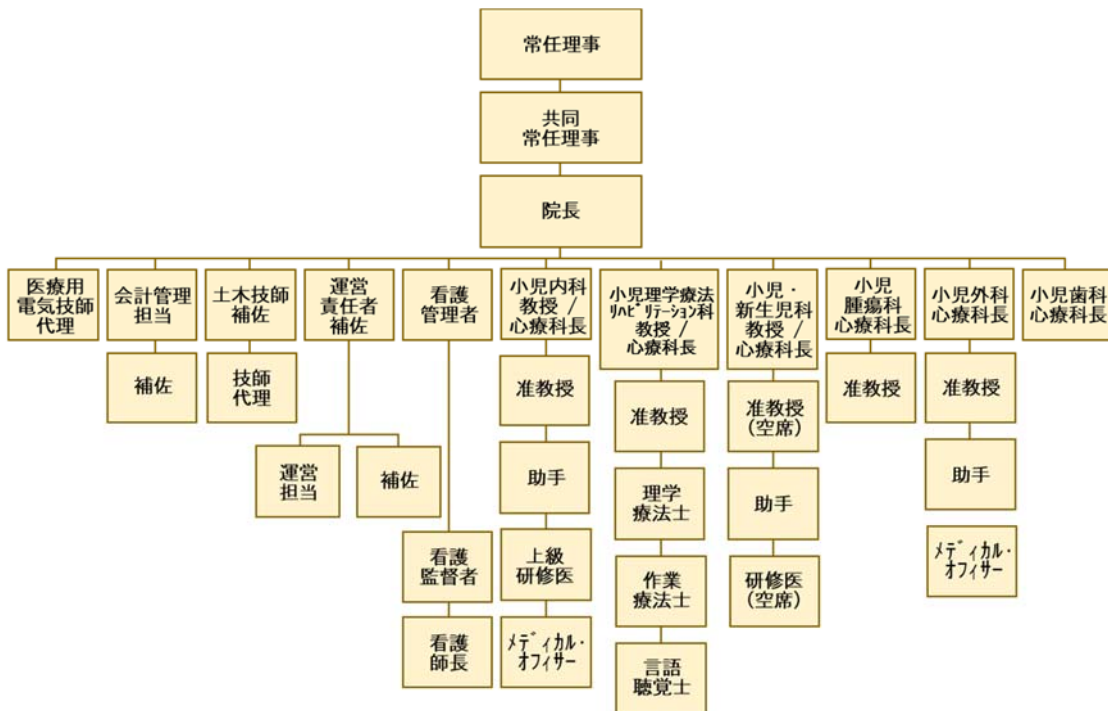 常任理事
共同
常任理事
院長
医療用
電気技師
代理
会計管理
担当
土木技師
補佐
運営
責任者
補佐
看護
管理者
小児内科
教授 /
心療科長
小児理学療法
ﾘﾊﾋﾞﾘﾃｰｼｮﾝ科
教授 /
心療科長
小児・
新生児科
教授 /
心療科長
小児
腫瘍科
心療科長
小児外科
心療科長
小児歯科
心療科長
補佐
技師
代理
准教授
准教授
准教授
（空席）
准教授
准教授
運営
担当
補佐
助手
理学
療法士
助手
助手
看護
監督者
上級
研修医
作業
療法士
研修医
（空席）
ﾒﾃﾞｨｶﾙ・
ｵﾌｨｻｰ
看護
師長
ﾒﾃﾞｨｶﾙ・
ｵﾌｨｻｰ
言語
聴覚士